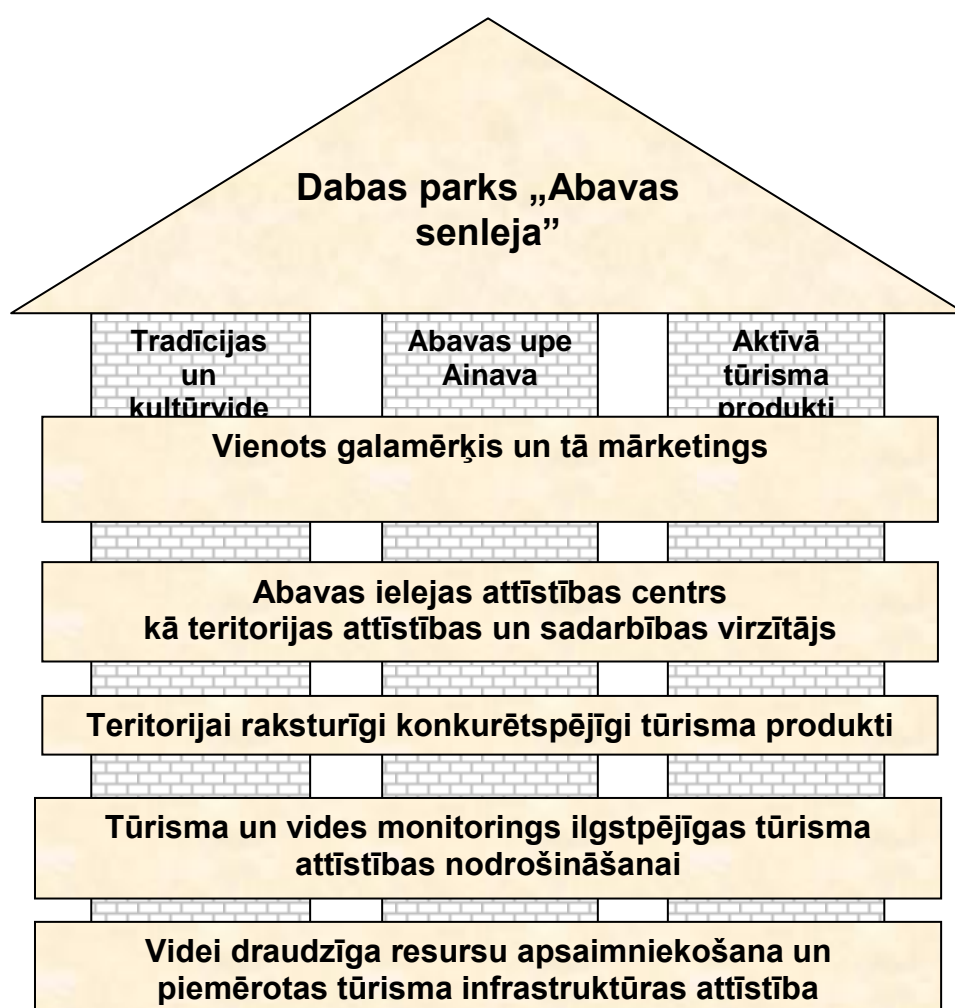 Dabas parks „Abavas
senleja”
Tradīcijas
un
kultūrvide
Abavas upe
Ainava
Aktīvā
tūrisma
produkti
Vienots galamērķis un tā mārketings
Abavas ielejas attīstības centrs
kā teritorijas attīstības un sadarbības virzītājs
Teritorijai raksturīgi konkurētspējīgi tūrisma produkti
Tūrisma un vides monitorings ilgstpējīgas tūrisma
attīstības nodrošināšanai
Videi draudzīga resursu apsaimniekošana un
piemērotas tūrisma infrastruktūras attīstība